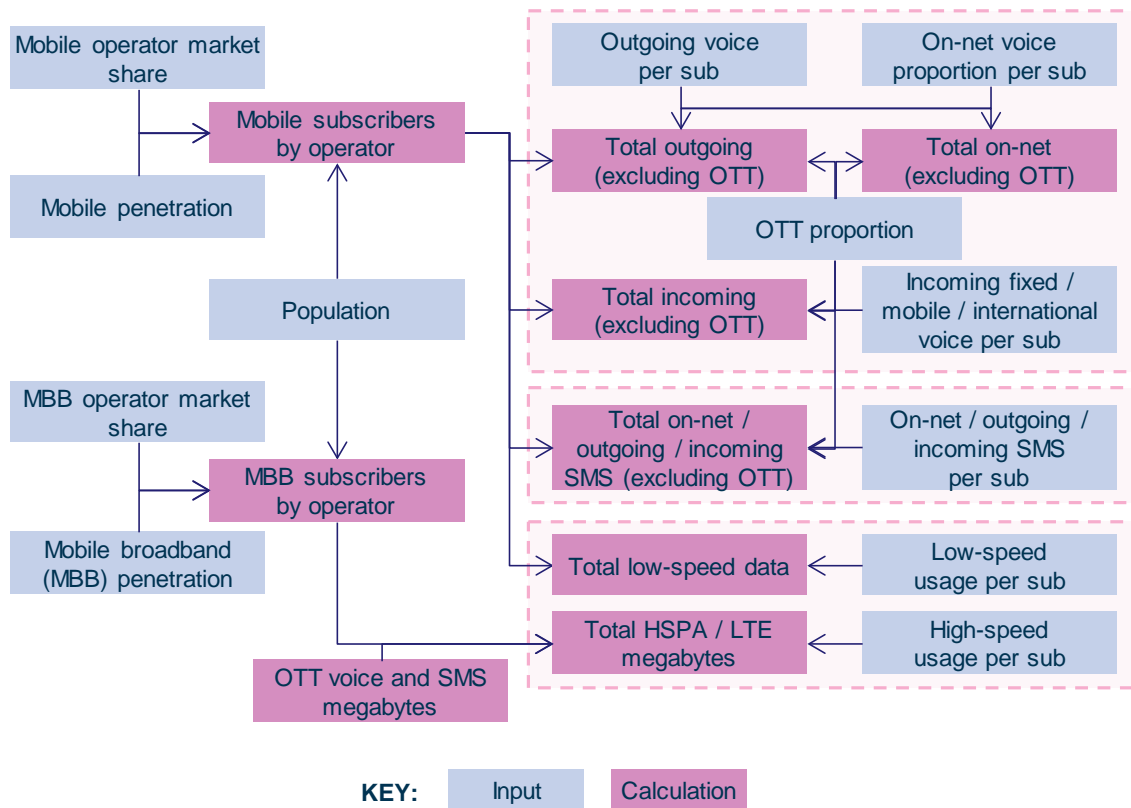 Mobile operator market
share
Outgoing voice
per sub
On-net voice
proportion per sub
Mobile subscribers
by operator
Total outgoing
(excluding OTT)
Total on-net
(excluding OTT)
Mobile penetration
OTT proportion
Population
Total incoming
(excluding OTT)
Incoming fixed /
mobile / international
voice per sub
MBB operator market
share
Total on-net /
outgoing / incoming
SMS (excluding OTT)
On-net / outgoing /
incoming SMS
per sub
MBB subscribers
by operator
Mobile broadband
(MBB) penetration
Total low-speed data
Low-speed
usage per sub
Total HSPA / LTE
megabytes
High-speed
usage per sub
OTT voice and SMS
megabytes
KEY:
Input
Calculation